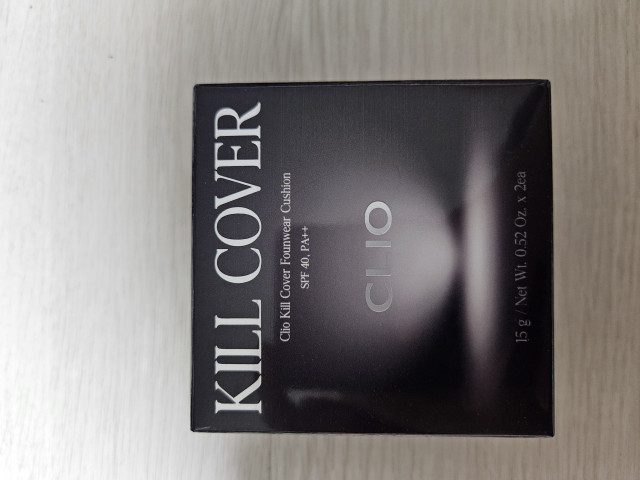 KILL COVER
Clio Kill Cover Founwear Cushion
SPF 40, PA++
CLIO
15 g / Net Wt. 0.52 Oz. x 2ea